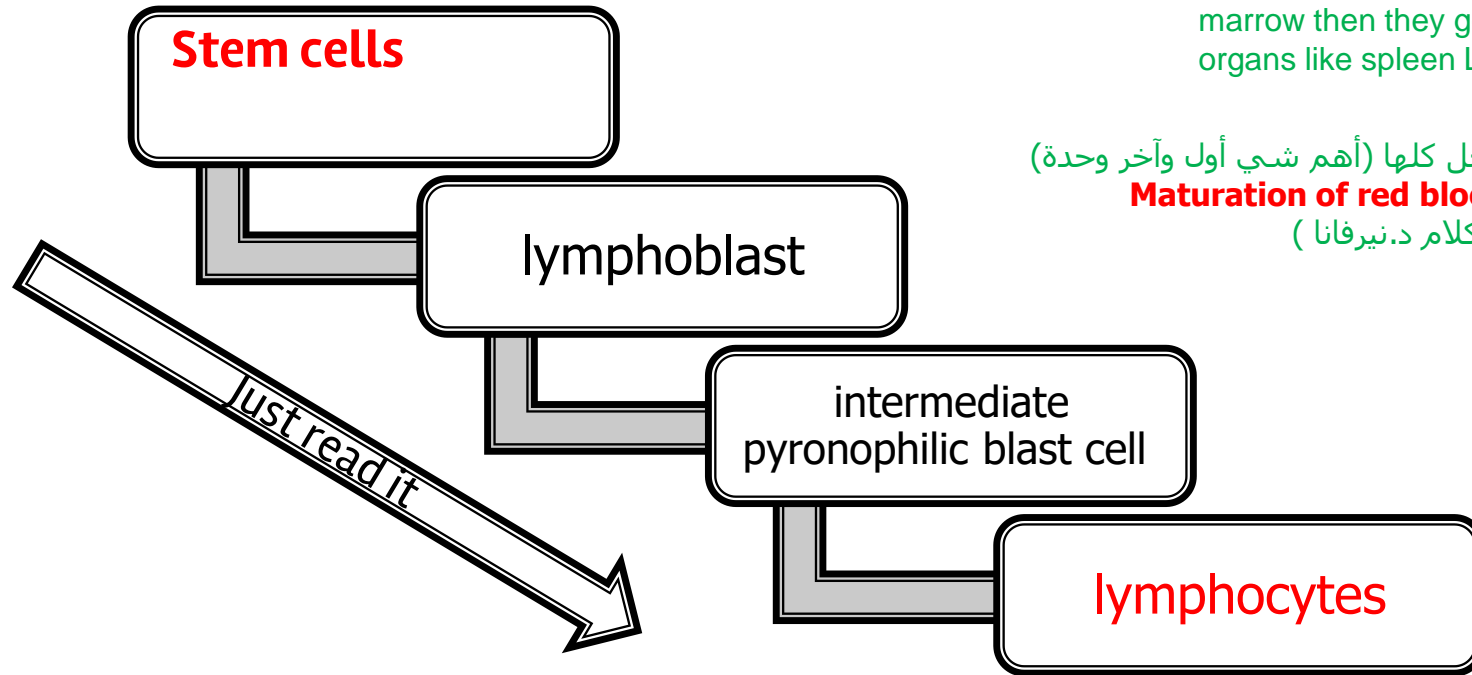 Stem cells
lymphoblast
intermediate
pyronophilic blast cell
lymphocytes
Just read it
marrow then they
organs like spleen
كلها (أهم شي أول وآخر وحدة)
Maturation of red
كلام د.نيرفانا )